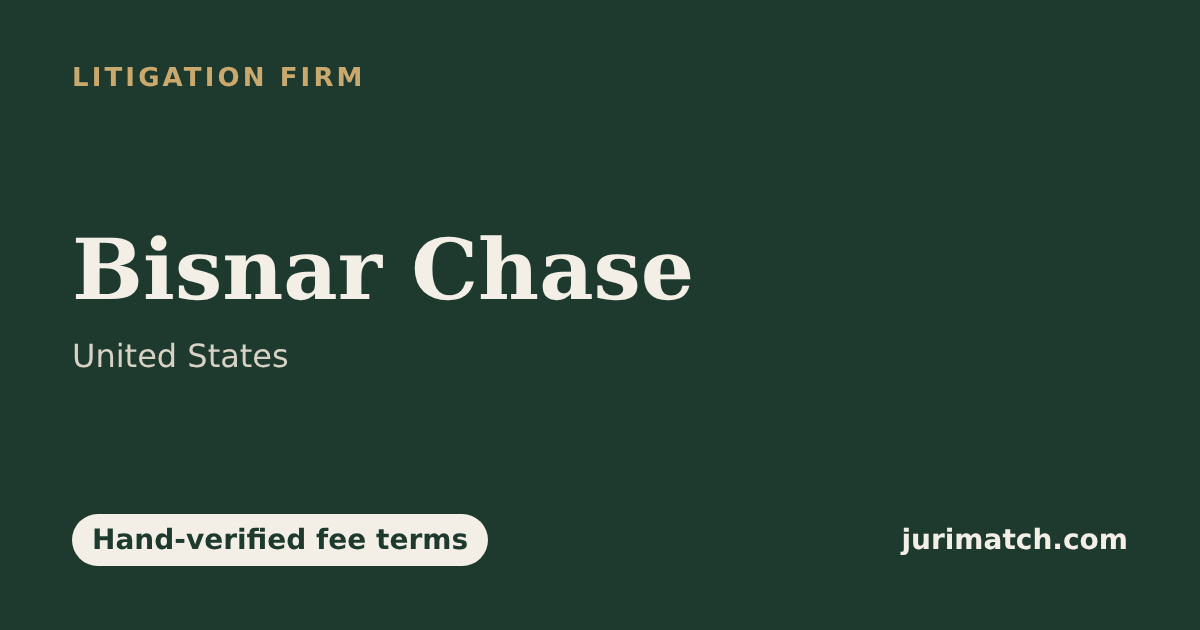 LITIGATION FIRM
Bisnar Chase
United States
Hand-verified fee terms
jurimatch.com